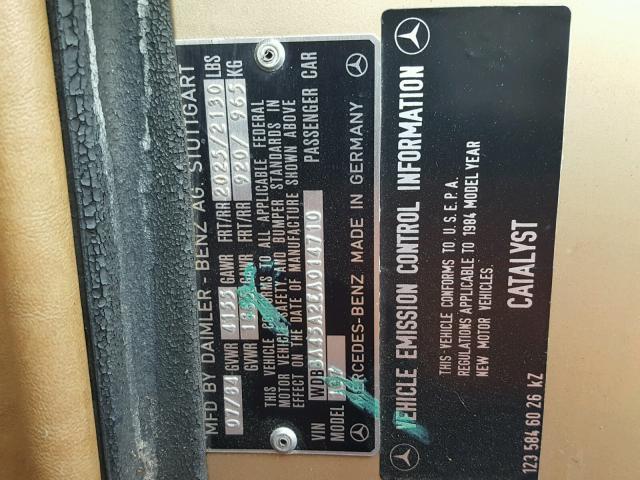 MFD BY DAIMLER - BENZ AG STUTTGART
07/84 GVWR 4155 GAWR FRT/RR 2025/2130 LBS
GVWR GAWR FRT/RR 920/ 965 KG
THIS VEHICLE CONFORMS TO ALL APPLICABLE FEDERAL
MOTOR VEHICLE SAFETY AND BUMPER STANDARDS IN
EFFECT ON THE DATE OF MANUFACTURE SHOWN ABOVE
VIN PASSENGER CAR
MODEL
MERCEDES-BENZ MADE IN GERMANY
VEHICLE EMISSION CONTROL INFORMATION
THIS VEHICLE CONFORMS TO U.S.E.P.A.
REGULATIONS APPLICABLE TO 1984 MODEL YEAR
NEW MOTOR VEHICLES.
CATALYST
123 584 60 26 kZ